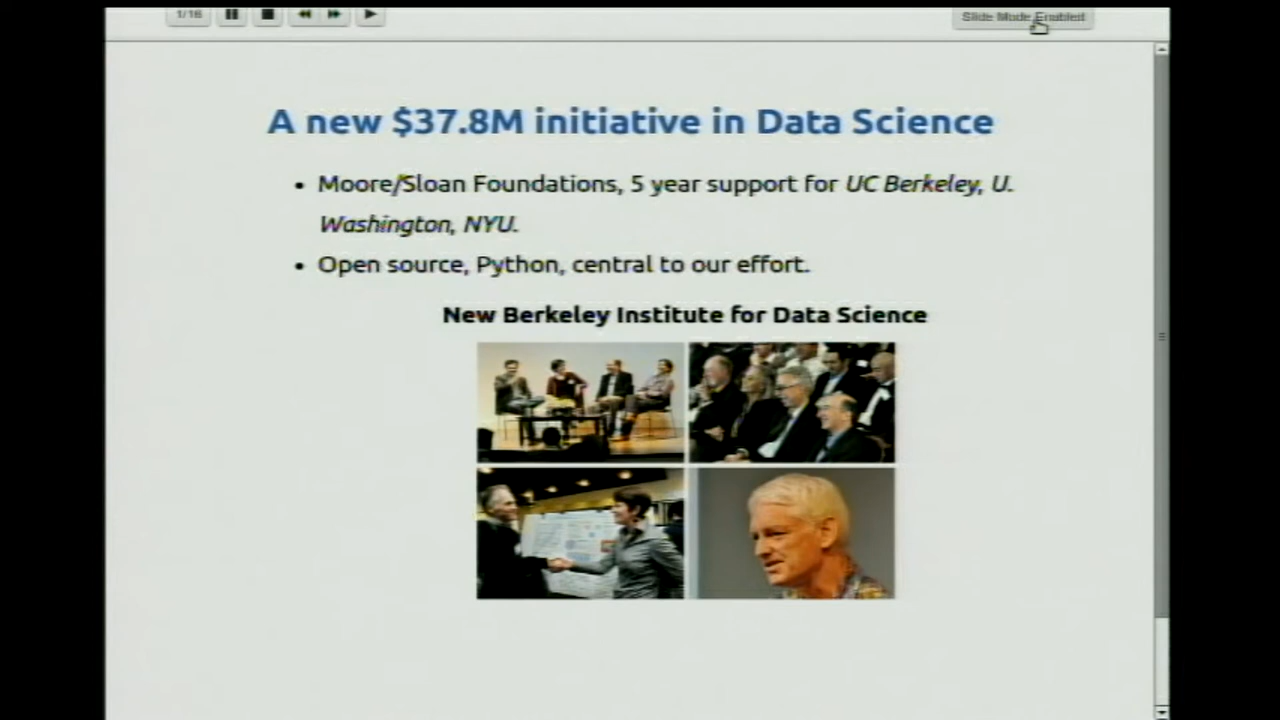 1/16
Slide Mode Enabled
A new $37.8M initiative in Data Science
• Moore/Sloan Foundations, 5 year support for UC Berkeley, U.
Washington, NYU.
• Open source, Python, central to our effort.
New Berkeley Institute for Data Science